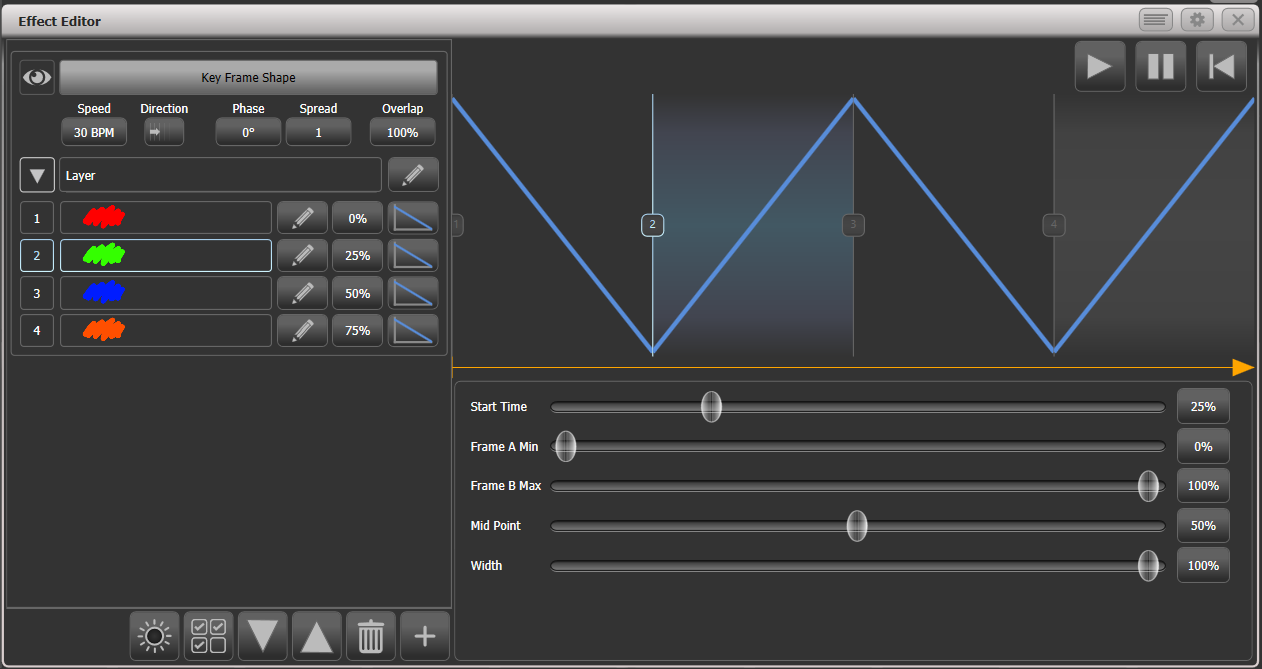 Effect Editor
Key Frame Shape
Speed Direction Phase Spread Overlap
30 BPM 0° 1 100%
Layer
1 0%
2 25%
3 50%
4 75%
1 2 3 4
Start Time 25%
Frame A Min 0%
Frame B Max 100%
Mid Point 50%
Width 100%